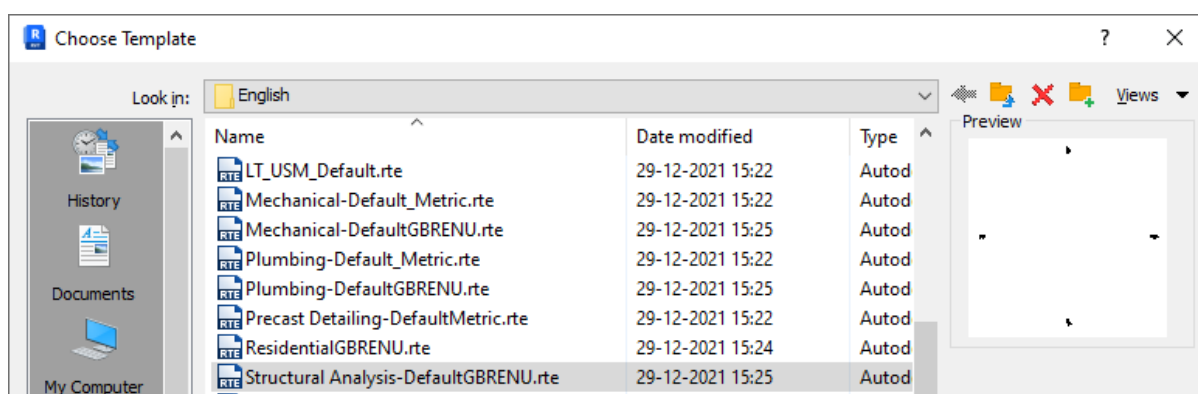 Choose Template ? ×
Look in: English Views
Preview
Name Date modified Type
LT_USM_Default.rte 29-12-2021 15:22 Autod
Mechanical-Default_Metric.rte 29-12-2021 15:22 Autod
Mechanical-DefaultGBRENU.rte 29-12-2021 15:25 Autod
Plumbing-Default_Metric.rte 29-12-2021 15:22 Autod
Plumbing-DefaultGBRENU.rte 29-12-2021 15:25 Autod
Precast Detailing-DefaultMetric.rte 29-12-2021 15:22 Autod
ResidentialGBRENU.rte 29-12-2021 15:24 Autod
Structural Analysis-DefaultGBRENU.rte 29-12-2021 15:25 Autod
History
Documents
My Computer